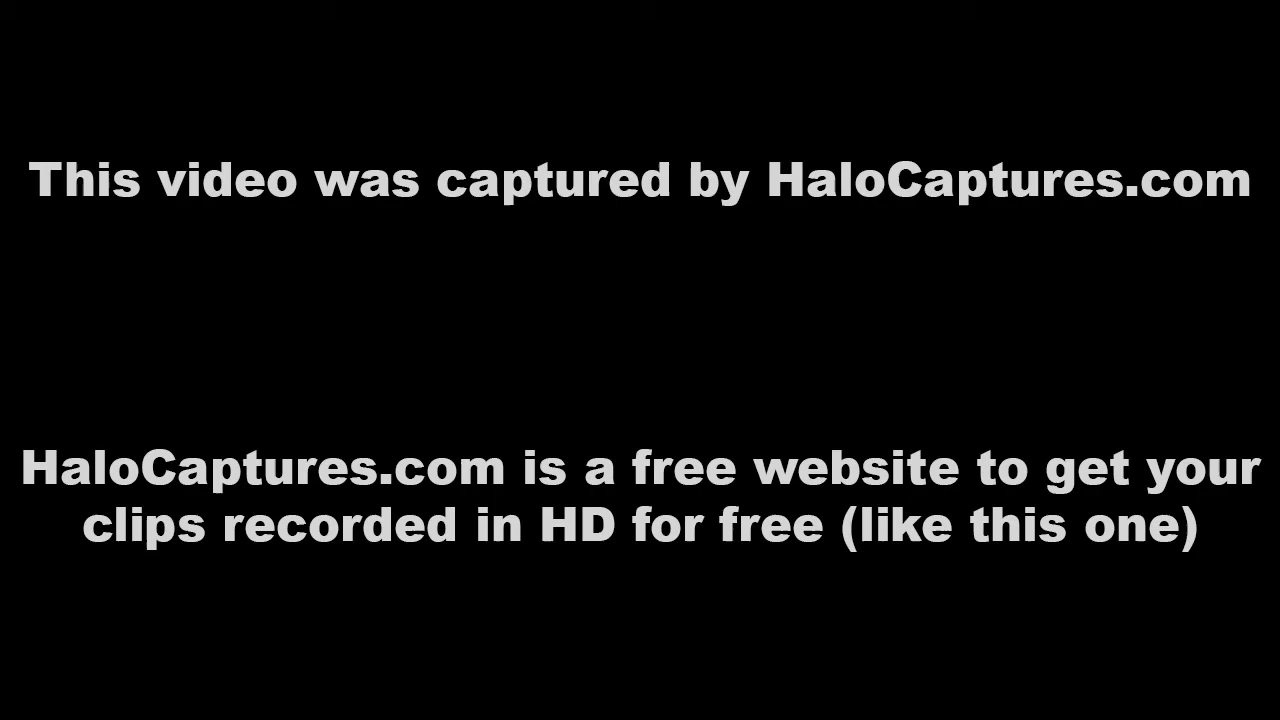 This video was captured by HaloCaptures.com
HaloCaptures.com is a free website to get your
clips recorded in HD for free (like this one)